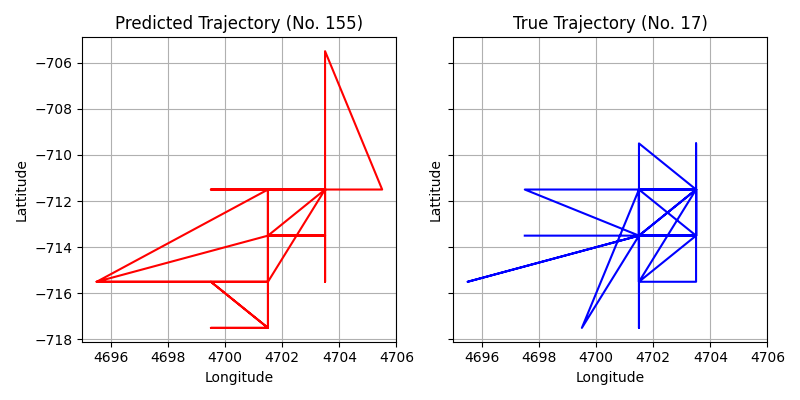 Predicted Trajectory (No. 155)
True Trajectory (No. 17)
−706
−708
−710
−712
−714
−716
−718
Lattitude
Lattitude
4696 4698 4700 4702 4704 4706
4696 4698 4700 4702 4704 4706
Longitude
Longitude